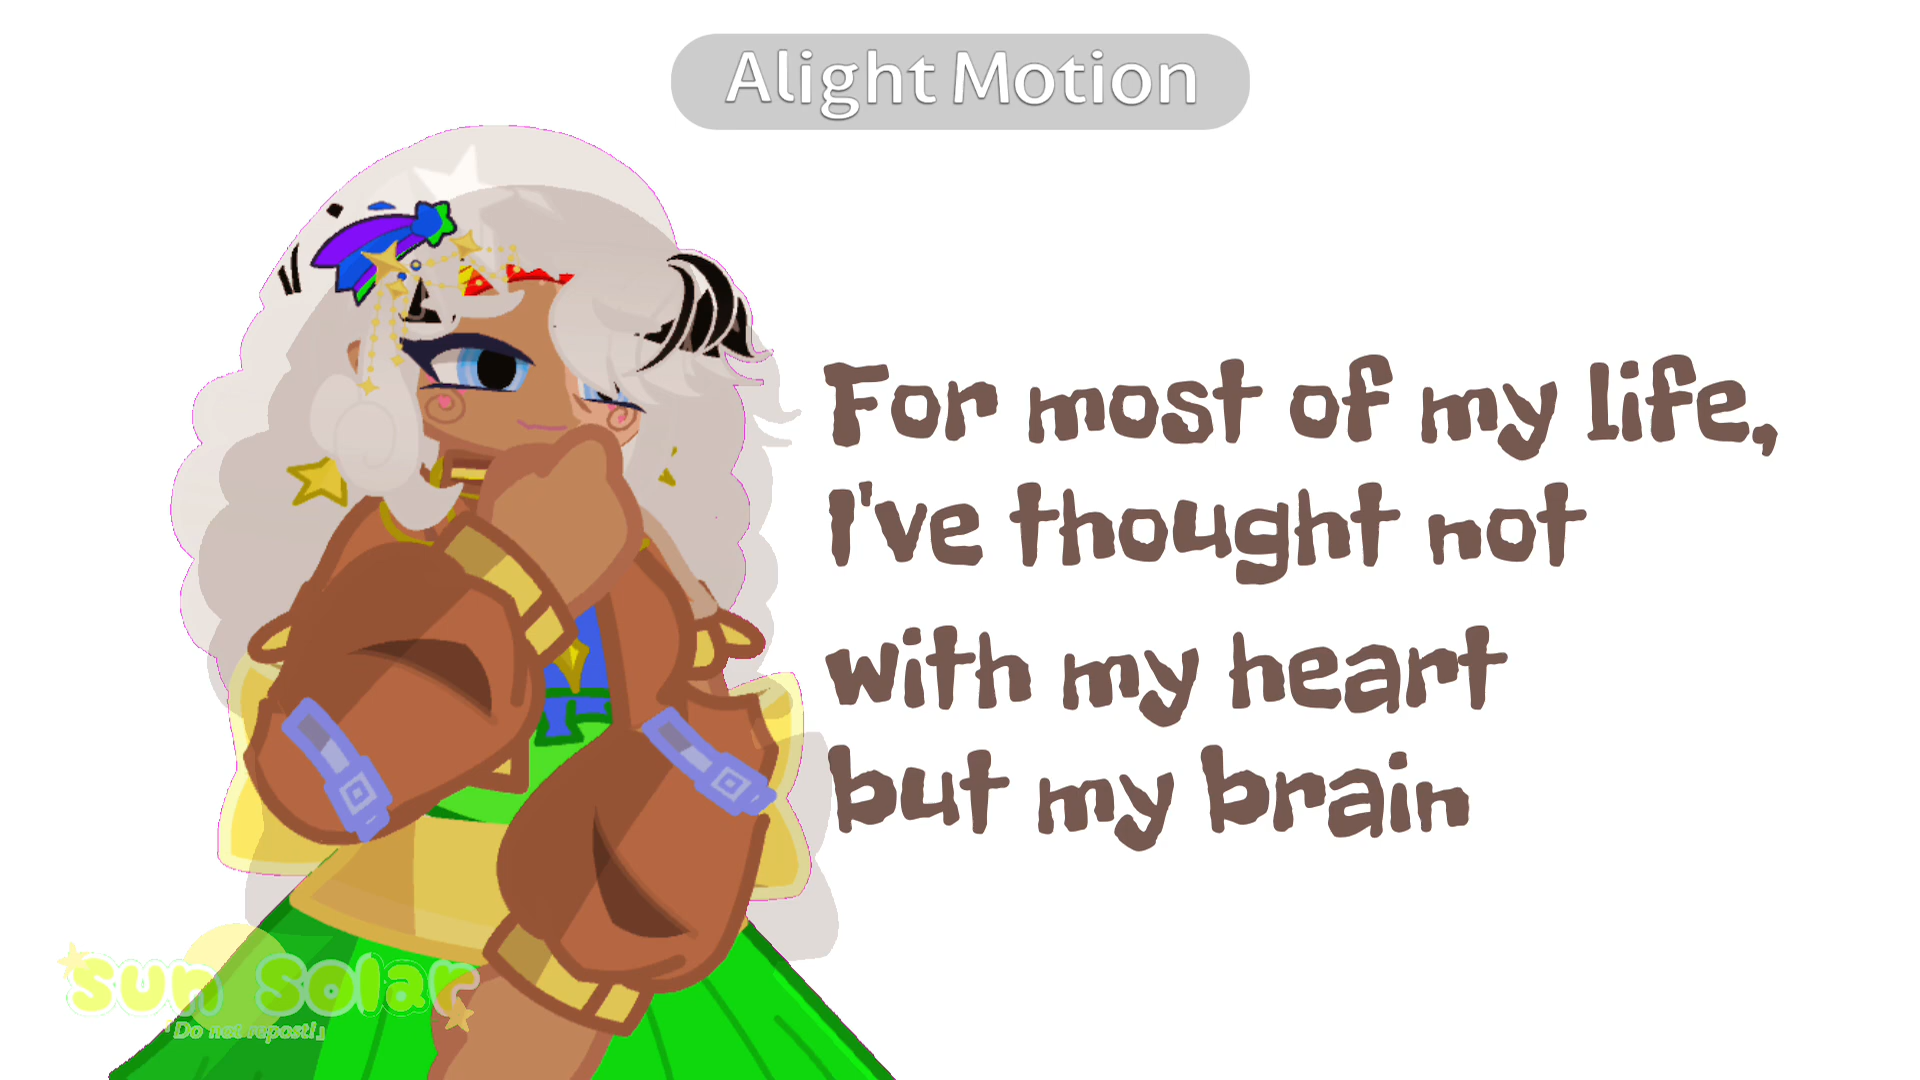 Alight Motion
For most of my life,
I've thought not
with my heart
but my brain
sun solar
「Do not repost!」